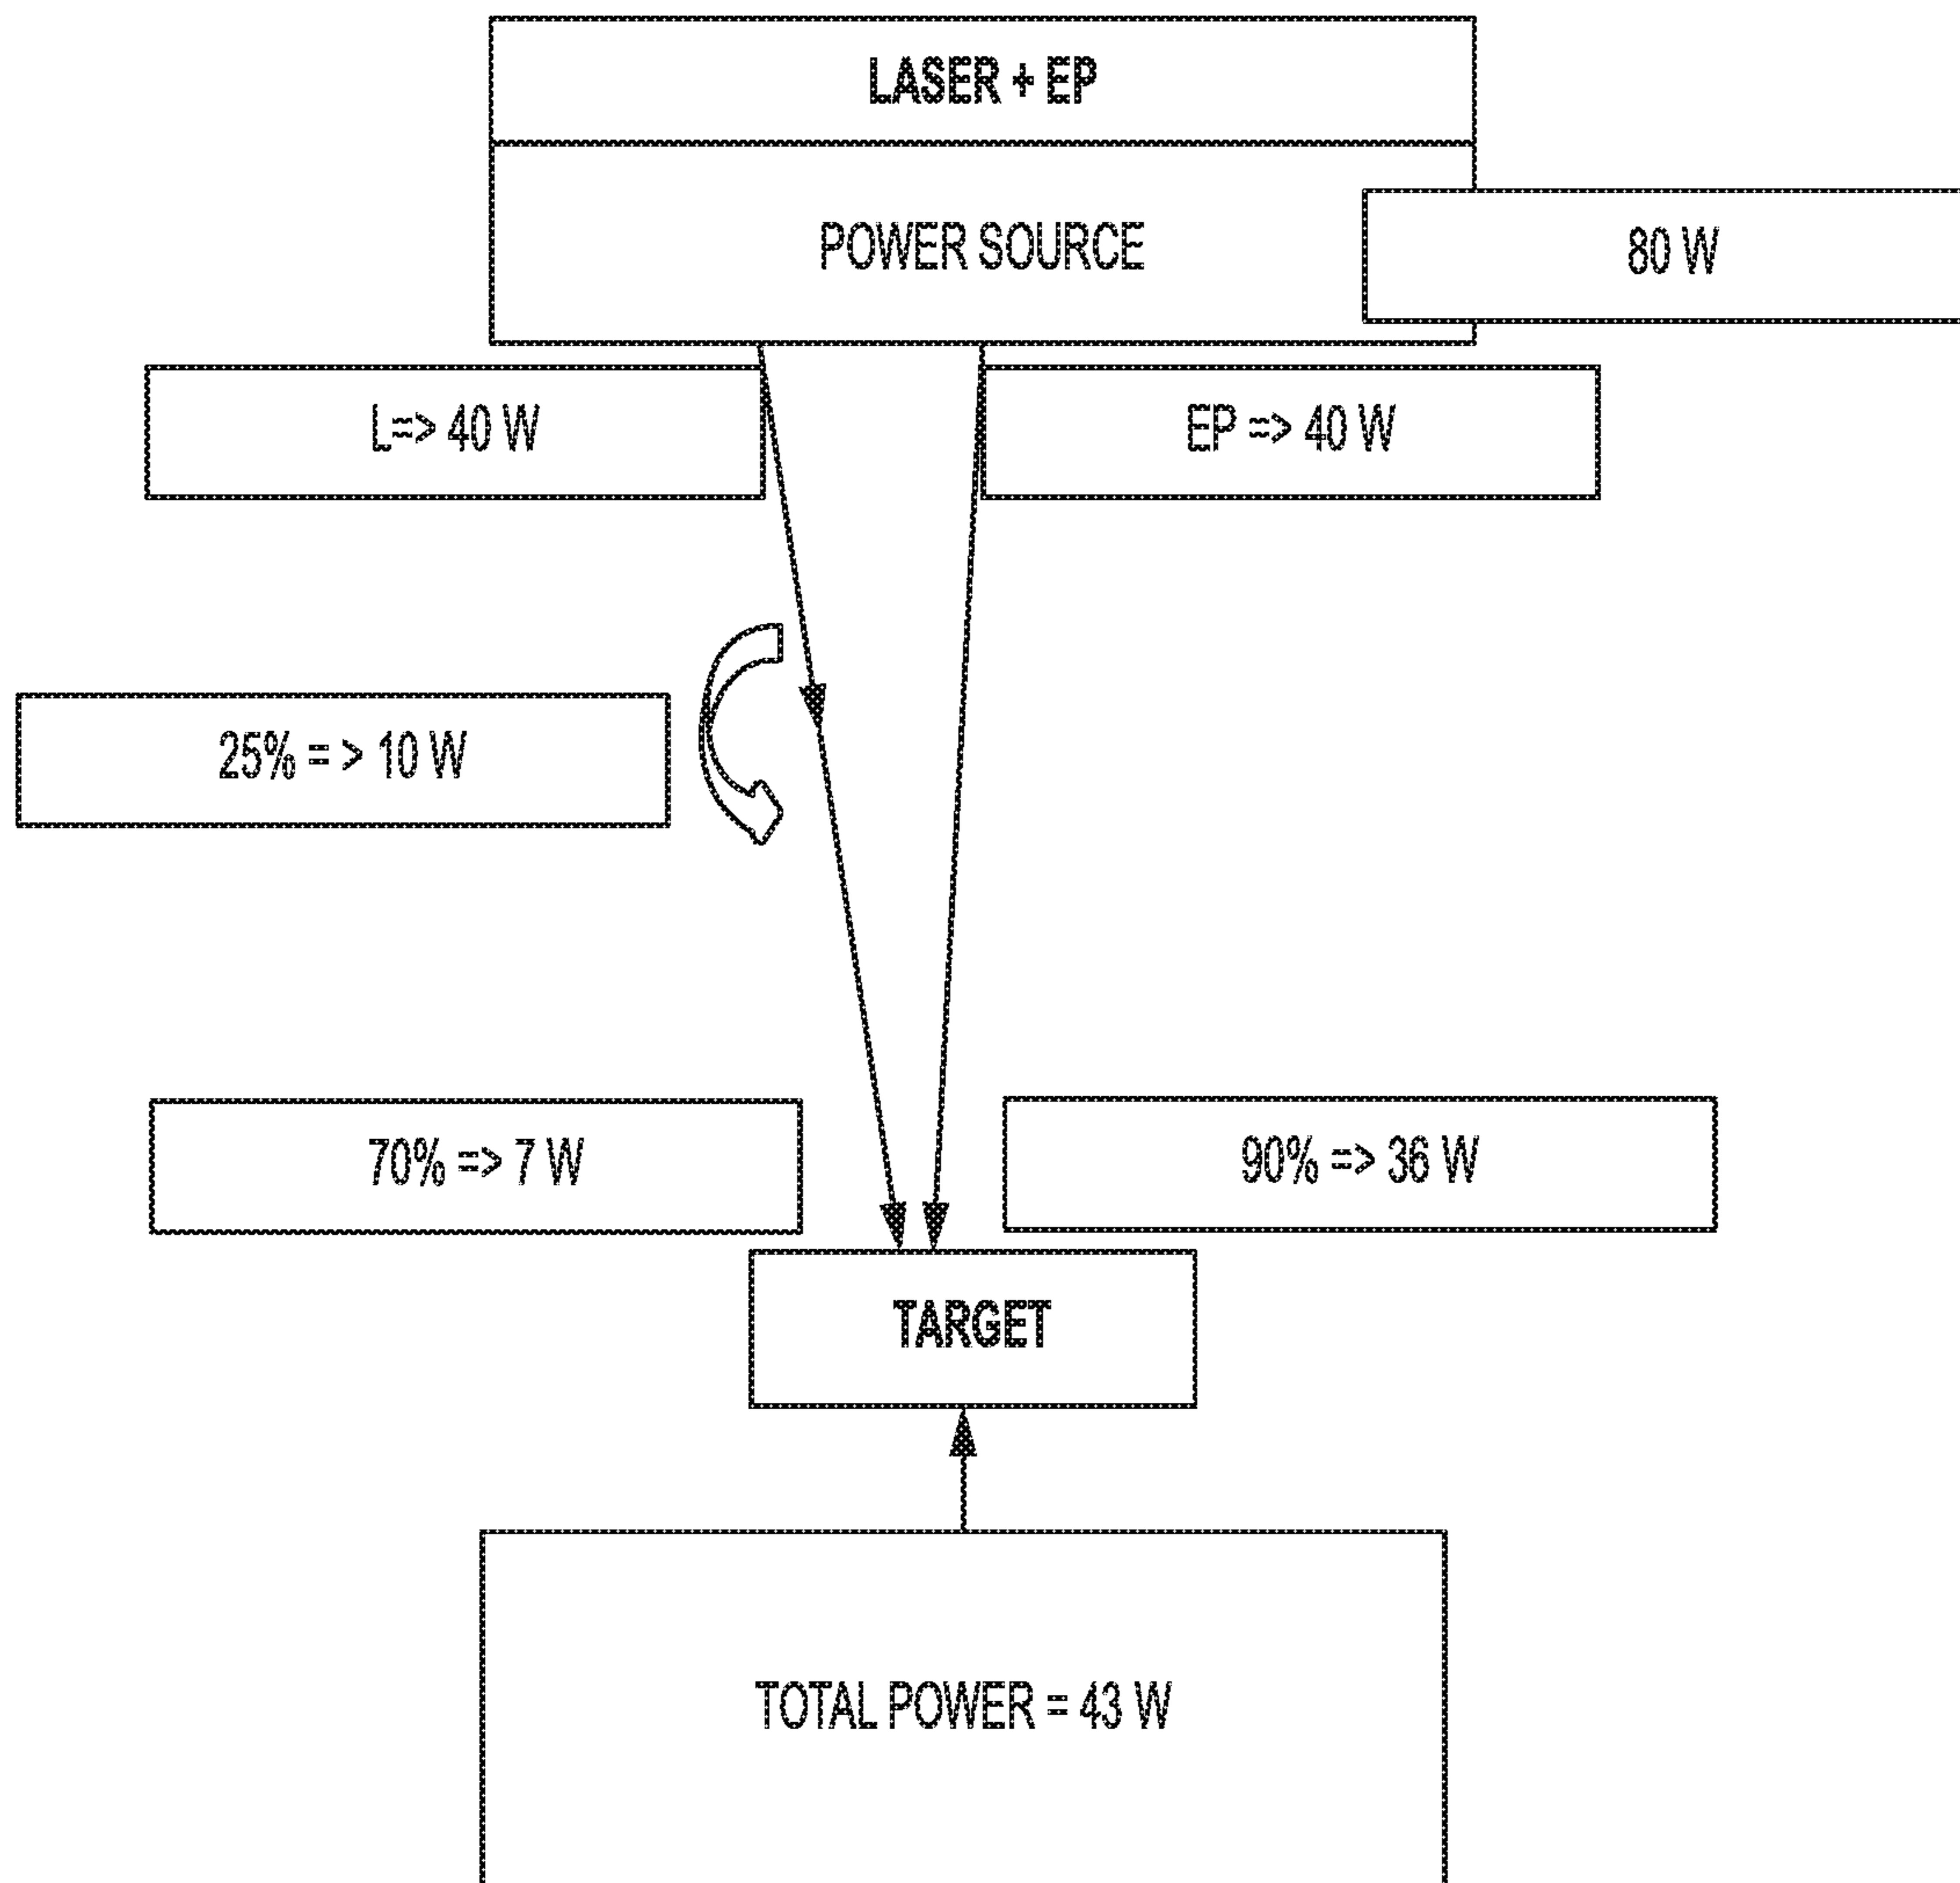 LASER + EP
POWER SOURCE
80 W
L=> 40 W
EP => 40 W
25% = > 10 W
70% => 7 W
90% => 36 W
TARGET
TOTAL POWER = 43 W